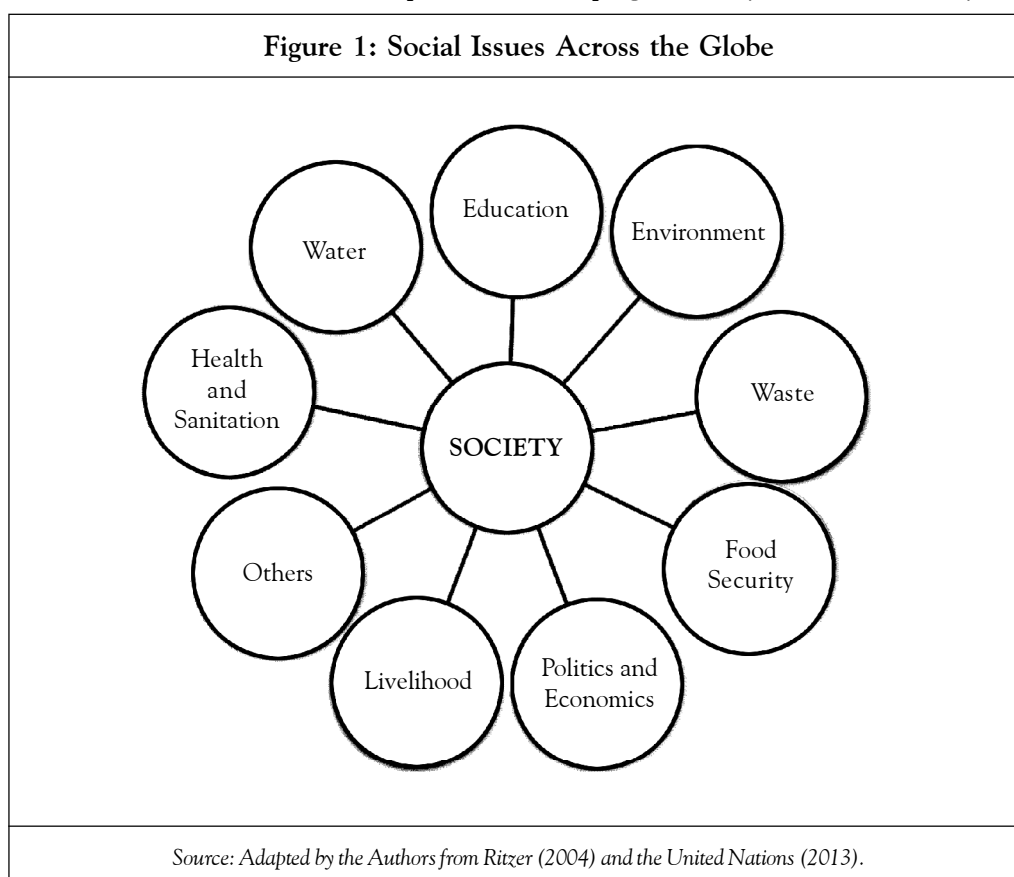 Figure 1: Social Issues Across the Globe
Education
Environment
Water
Health
and
Sanitation
Waste
SOCIETY
Food
Security
Others
Livelihood
Politics and
Economics
Source: Adapted by the Authors from Ritzer (2004) and the United Nations (2013).